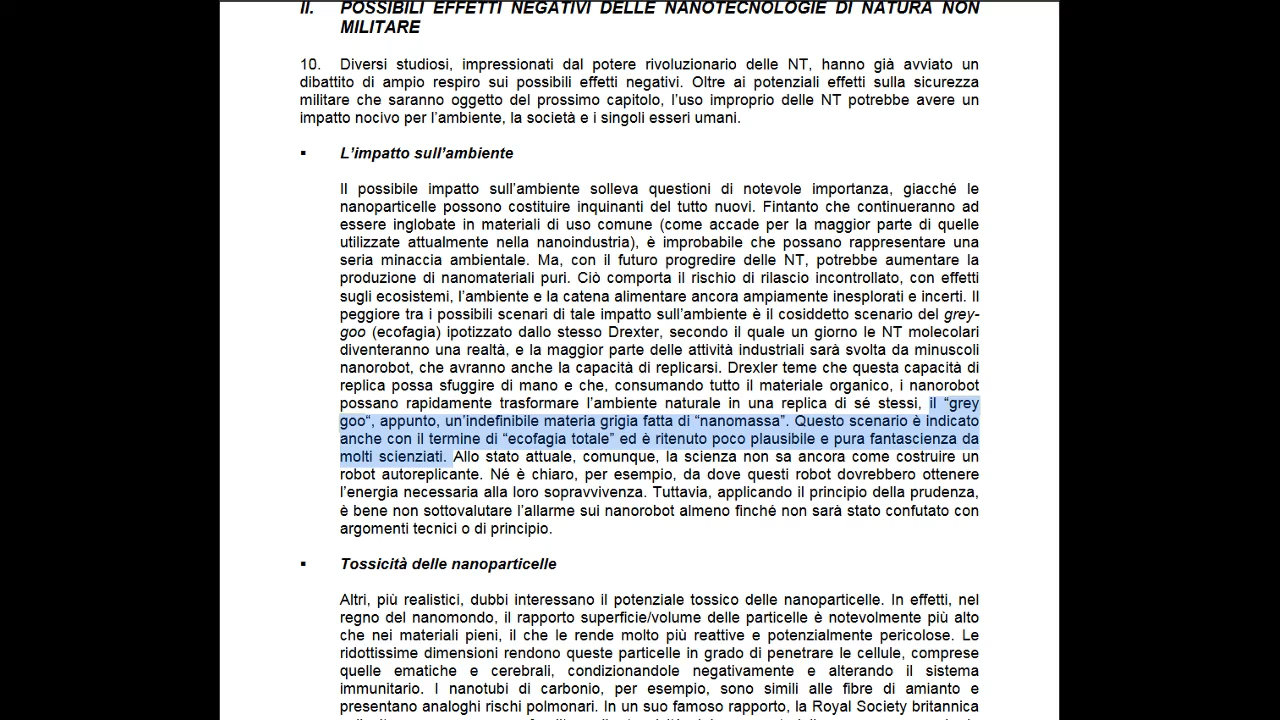 II. POSSIBILI EFFETTI NEGATIVI DELLE NANOTECNOLOGIE DI NATURA NON
MILITARE
10. Diversi studiosi, impressionati dal potere rivoluzionario delle NT, hanno già avviato un
dibattito di ampio respiro sui possibili effetti negativi. Oltre ai potenziali effetti sulla sicurezza
militare che saranno oggetto del prossimo capitolo, l’uso improprio delle NT potrebbe avere un
impatto nocivo per l’ambiente, la società e i singoli esseri umani.
▪ L’impatto sull’ambiente
Il possibile impatto sull’ambiente solleva questioni di notevole importanza, giacché le
nanoparticelle possono costituire inquinanti del tutto nuovi. Fintanto che continueranno ad
essere inglobate in materiali di uso comune (come accade per la maggior parte di quelle
utilizzate attualmente nella nanoindustria), è improbabile che possano rappresentare una
seria minaccia ambientale. Ma, con il futuro progredire delle NT, potrebbe aumentare la
produzione di nanomateriali puri. Ciò comporta il rischio di rilascio incontrollato, con effetti
sugli ecosistemi, l’ambiente e la catena alimentare ancora ampiamente inesplorati e incerti. Il
peggiore tra i possibili scenari di tale impatto sull’ambiente è il cosiddetto scenario del grey-
goo (ecofagia) ipotizzato dallo stesso Drexter, secondo il quale un giorno le NT molecolari
diventeranno una realtà, e la maggior parte delle attività industriali sarà svolta da minuscoli
nanorobot, che avranno anche la capacità di replicarsi. Drexler teme che questa capacità di
replica possa sfuggire di mano e che, consumando tutto il materiale organico, i nanorobot
possano rapidamente trasformare l’ambiente naturale in una replica di sé stessi, il “grey
goo“, appunto, un’indefinibile materia grigia fatta di “nanomassa”. Questo scenario è indicato
anche con il termine di “ecofagia totale” ed è ritenuto poco plausibile e pura fantascienza da
molti scienziati. Allo stato attuale, comunque, la scienza non sa ancora come costruire un
robot autoreplicante. Né è chiaro, per esempio, da dove questi robot dovrebbero ottenere
l’energia necessaria alla loro sopravvivenza. Tuttavia, applicando il principio della prudenza,
è bene non sottovalutare l’allarme sui nanorobot almeno finché non sarà stato confutato con
argomenti tecnici o di principio.
▪ Tossicità delle nanoparticelle
Altri, più realistici, dubbi interessano il potenziale tossico delle nanoparticelle. In effetti, nel
regno del nanomondo, il rapporto superficie/volume delle particelle è notevolmente più alto
che nei materiali pieni, il che le rende molto più reattive e potenzialmente pericolose. Le
ridottissime dimensioni rendono queste particelle in grado di penetrare le cellule, comprese
quelle ematiche e cerebrali, condizionandole negativamente e alterando il sistema
immunitario. I nanotubi di carbonio, per esempio, sono simili alle fibre di amianto e
presentano analoghi rischi polmonari. In un suo famoso rapporto, la Royal Society britannica